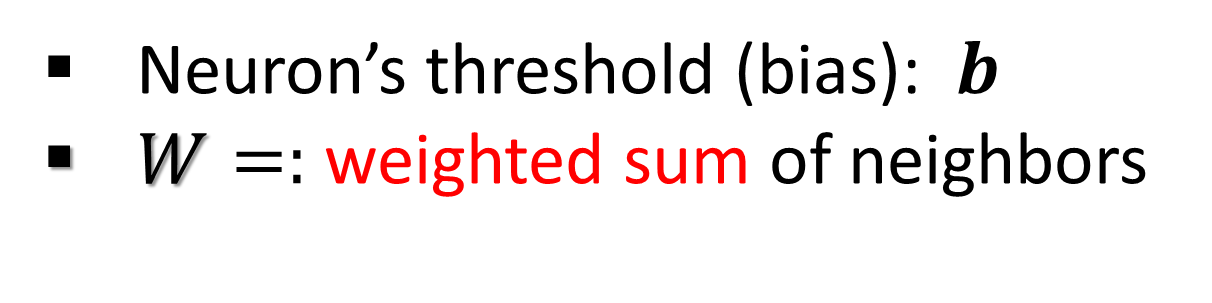 ▪ Neuron’s threshold (bias): b
▪ W =: weighted sum of neighbors